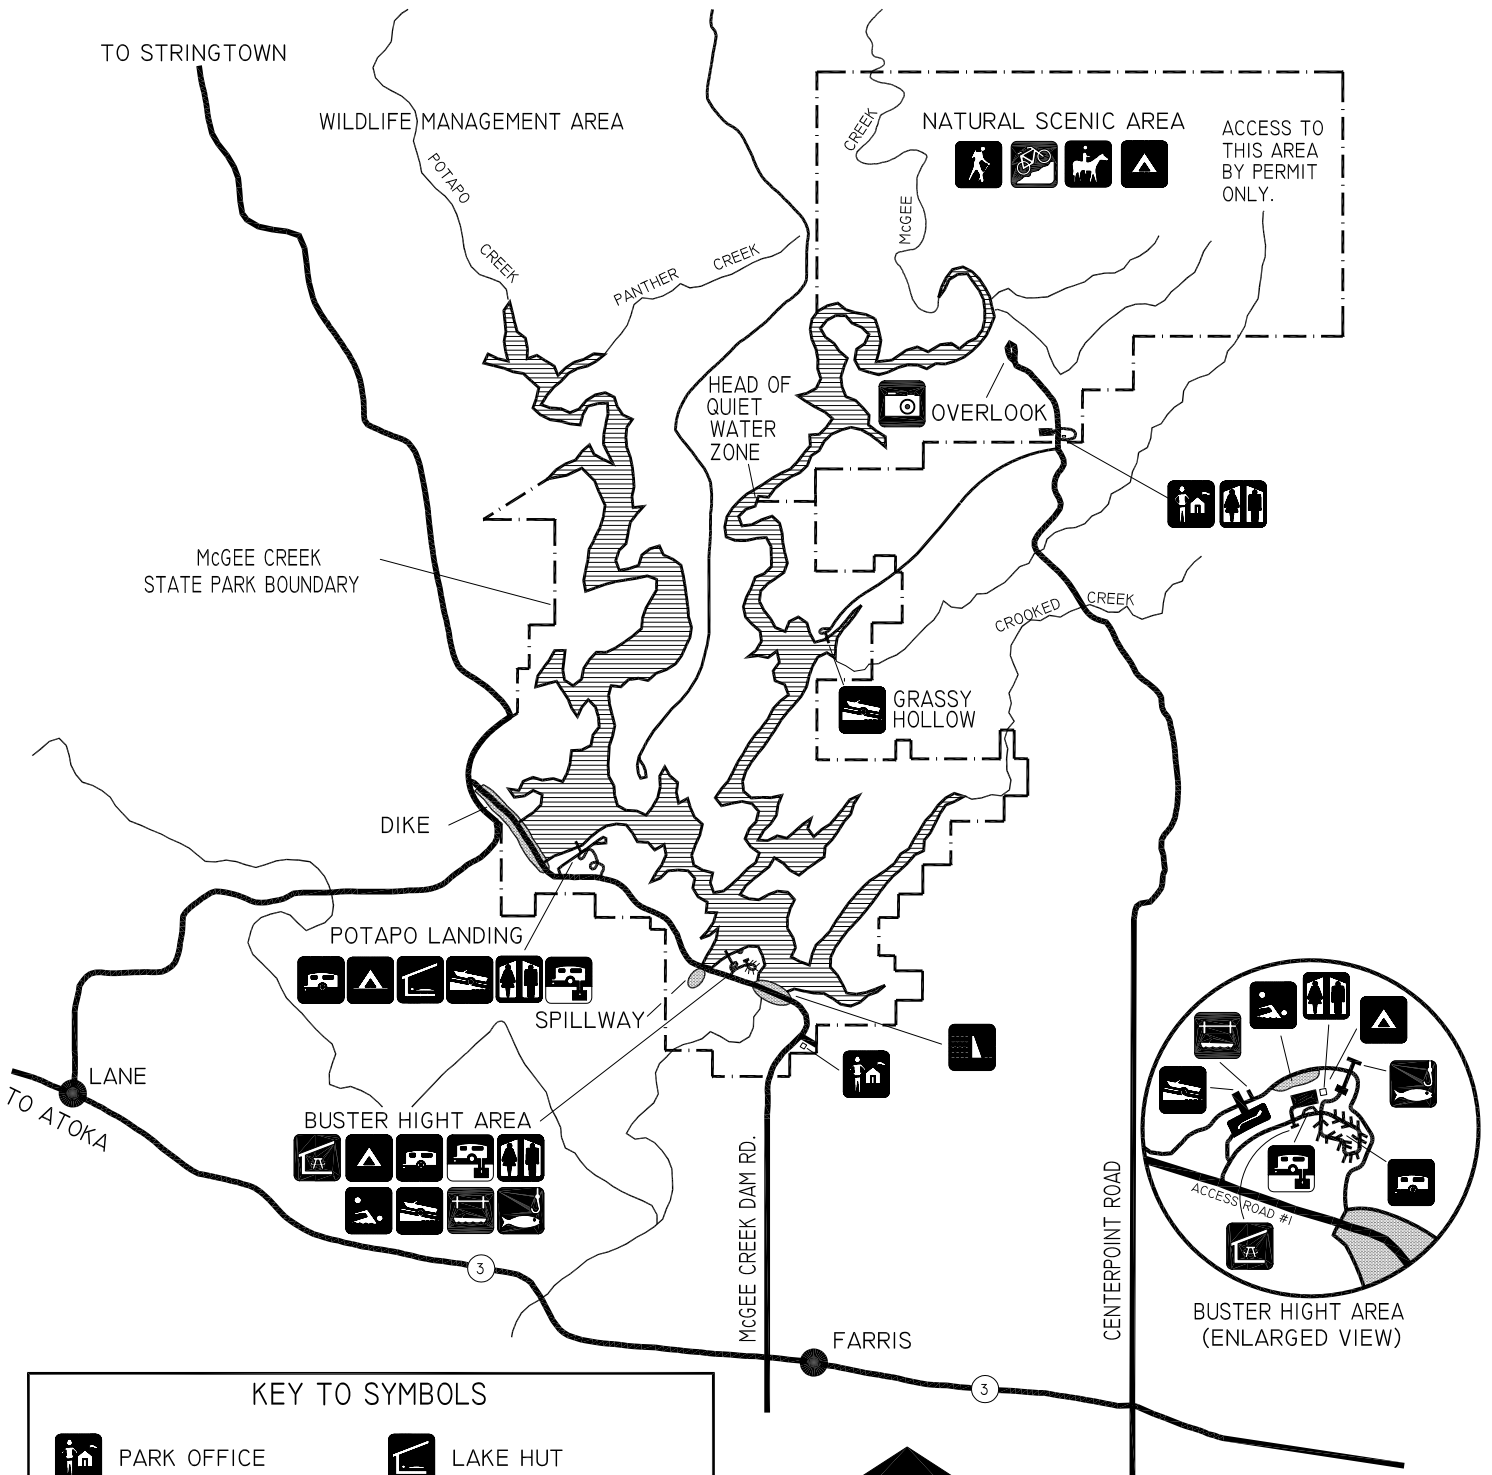 TO STRINGTOWN
WILDLIFE MANAGEMENT AREA
POTAPO
CREEK
PANTHER CREEK
CREEK
McGEE
NATURAL SCENIC AREA
ACCESS TO
THIS AREA
BY PERMIT
ONLY.
HEAD OF
QUIET
WATER
ZONE
OVERLOOK
McGEE CREEK
STATE PARK BOUNDARY
CROOKED CREEK
GRASSY
HOLLOW
DIKE
POTAPO LANDING
SPILLWAY
LANE
TO ATOKA
BUSTER HIGHT AREA
3
McGEE CREEK DAM RD.
CENTERPOINT ROAD
ACCESS ROAD #1
BUSTER HIGHT AREA
(ENLARGED VIEW)
FARRIS
3
KEY TO SYMBOLS
PARK OFFICE
LAKE HUT